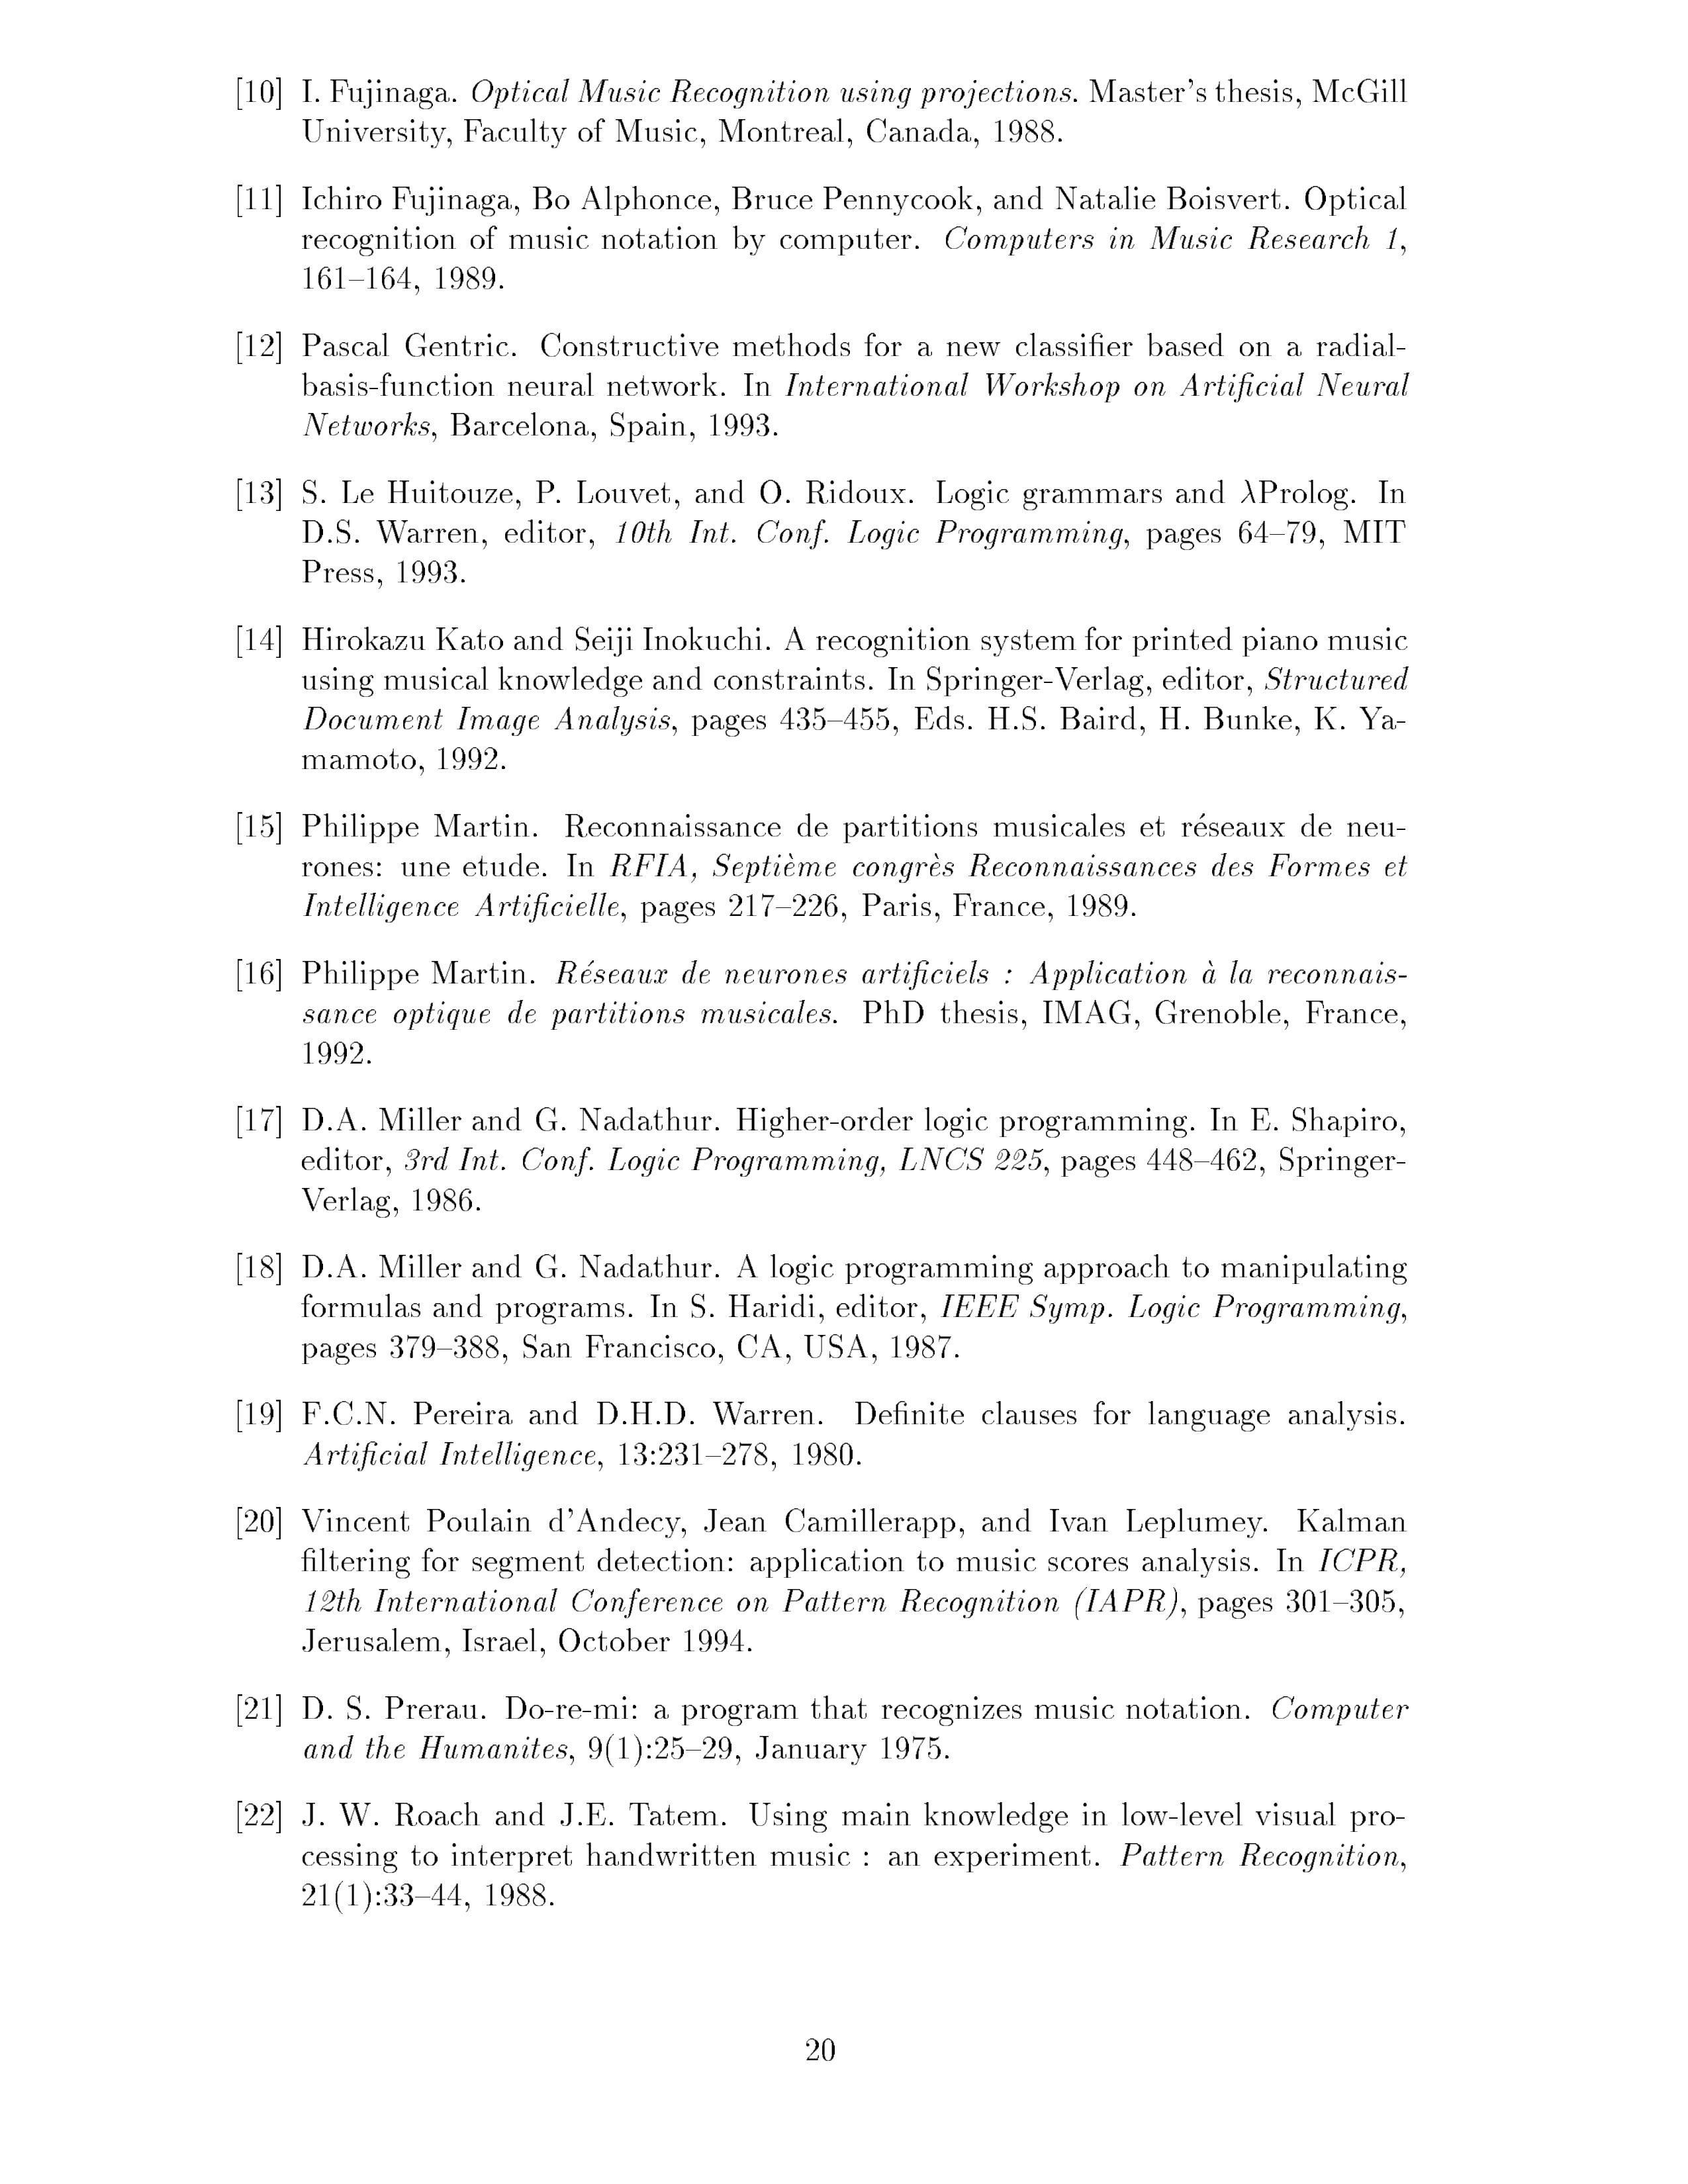 [10] I. Fujinaga. Optical Music Recognition using projections. Master's thesis, McGill
University, Faculty of Music, Montreal, Canada, 1988.
[11] Ichiro Fujinaga, Bo Alphonce, Bruce Pennycook, and Natalie Boisvert. Optical
recognition of music notation by computer. Computers in Music Research 1,
161–164, 1989.
[12] Pascal Gentric. Constructive methods for a new classifier based on a radial-
basis-function neural network. In International Workshop on Artificial Neural
Networks, Barcelona, Spain, 1993.
[13] S. Le Huitouze, P. Louvet, and O. Ridoux. Logic grammars and λProlog. In
D.S. Warren, editor, 10th Int. Conf. Logic Programming, pages 64–79, MIT
Press, 1993.
[14] Hirokazu Kato and Seiji Inokuchi. A recognition system for printed piano music
using musical knowledge and constraints. In Springer-Verlag, editor, Structured
Document Image Analysis, pages 435–455, Eds. H.S. Baird, H. Bunke, K. Ya-
mamoto, 1992.
[15] Philippe Martin. Reconnaissance de partitions musicales et réseaux de neu-
rones: une etude. In RFIA, Septième congrès Reconnaissances des Formes et
Intelligence Artificielle, pages 217–226, Paris, France, 1989.
[16] Philippe Martin. Réseaux de neurones artificiels : Application à la reconnais-
sance optique de partitions musicales. PhD thesis, IMAG, Grenoble, France,
1992.
[17] D.A. Miller and G. Nadathur. Higher-order logic programming. In E. Shapiro,
editor, 3rd Int. Conf. Logic Programming, LNCS 225, pages 448–462, Springer-
Verlag, 1986.
[18] D.A. Miller and G. Nadathur. A logic programming approach to manipulating
formulas and programs. In S. Haridi, editor, IEEE Symp. Logic Programming,
pages 379–388, San Francisco, CA, USA, 1987.
[19] F.C.N. Pereira and D.H.D. Warren. Definite clauses for language analysis.
Artificial Intelligence, 13:231–278, 1980.
[20] Vincent Poulain d'Andecy, Jean Camillerapp, and Ivan Leplumey. Kalman
filtering for segment detection: application to music scores analysis. In ICPR,
12th International Conference on Pattern Recognition (IAPR), pages 301–305,
Jerusalem, Israel, October 1994.
[21] D. S. Prerau. Do-re-mi: a program that recognizes music notation. Computer
and the Humanites, 9(1):25–29, January 1975.
[22] J. W. Roach and J.E. Tatem. Using main knowledge in low-level visual pro-
cessing to interpret handwritten music : an experiment. Pattern Recognition,
21(1):33–44, 1988.
20